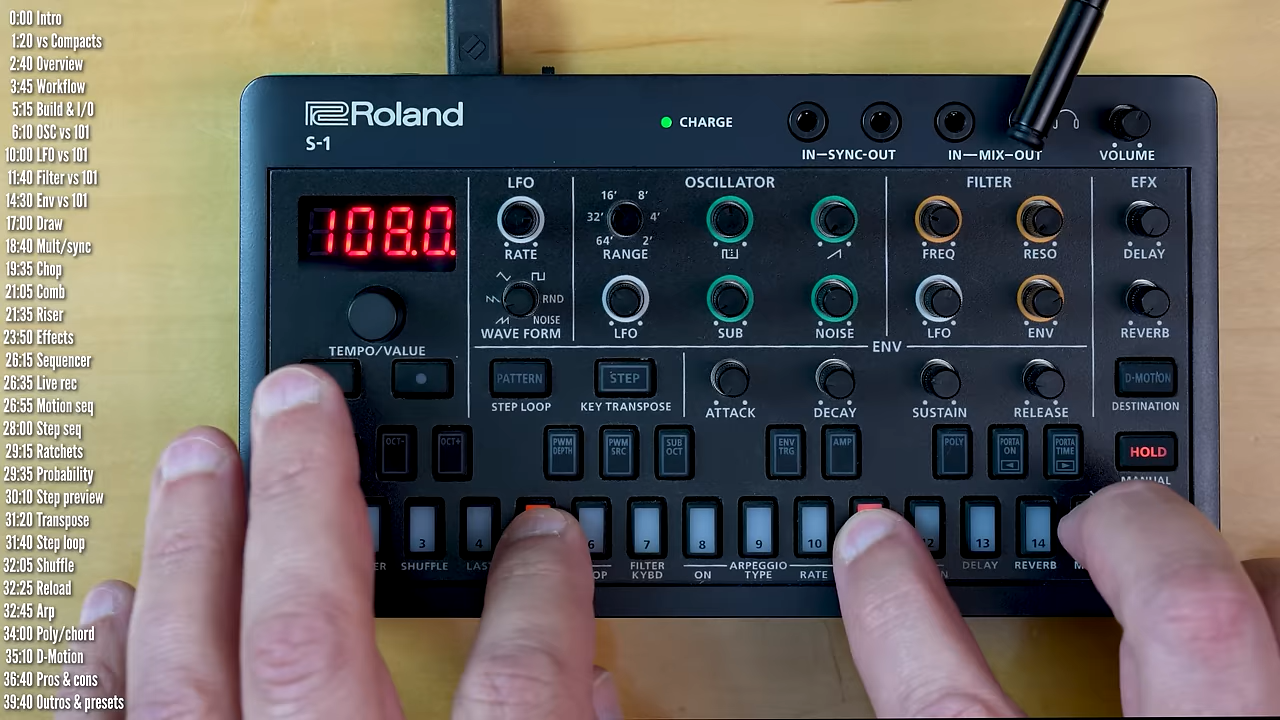 0:00 Intro
1:20 vs Compacts
2:40 Overview
3:45 Workflow
5:15 Build & I/O
6:10 OSC vs 101
10:00 LFO vs 101
11:40 Filter vs 101
14:30 Env vs 101
17:00 Draw
18:40 Mult/sync
19:35 Chop
21:05 Comb
21:35 Riser
23:50 Effects
26:15 Sequencer
26:35 Live rec
26:55 Motion seq
28:00 Step seq
29:15 Ratchets
29:35 Probability
30:10 Step preview
31:20 Transpose
31:40 Step loop
32:05 Shuffle
32:25 Reload
32:45 Arp
34:00 Poly/chord
35:10 D-Motion
36:40 Pros & cons
39:40 Outros & presets
Roland
S-1
CHARGE
IN-SYNC-OUT
IN-MIX-OUT
VOLUME
LFO
OSCILLATOR
FILTER
EFX
108.0.
16' 8'
32' 4'
64' 2'
RATE
RANGE
FREQ
RESO
DELAY
RND
NOISE
WAVE FORM
LFO
SUB
NOISE
LFO
ENV
REVERB
TEMPO/VALUE
ENV
PATTERN
STEP
D-MOTION
STEP LOOP
KEY TRANSPOSE
ATTACK
DECAY
SUSTAIN
RELEASE
DESTINATION
OCT-
OCT+
PWM DEPTH
PWM SRC
SUB OCT
ENV TRG
AMP
POLY
PORTA ON
PORTA TIME
HOLD
MANUAL
3 4 6 7 8 9 10 13 14
SHUFFLE
FILTER KYBD
ON
ARPEGGIO TYPE
RATE
DELAY
REVERB